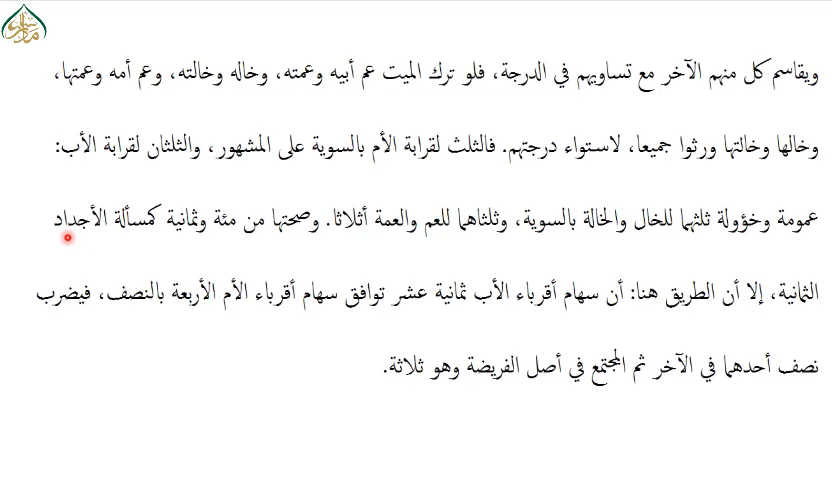 ويقاسم كل منهم الآخر مع تساويهم في الدرجة، فلو ترك الميت عم أبيه وعمته، وخاله وخالته، وعم أمه وعمتها،
وخالها وخالتها ورثوا جميعا، لاستواء درجتهم. فالثلث لقرابة الأم بالسوية على المشهور، والثلثان لقرابة الأب:
عمومة وخؤولة ثلثهما للخال والخالة بالسوية، وثلثاهما للعم والعمة أثلاثا. وصحتها من مئة وثمانية كمسألة الأجداد
الثمانية، إلا أن الطريق هنا: أن سهام أقرباء الأب ثمانية عشر توافق سهام أقرباء الأم الأربعة بالنصف، فيضرب
نصف أحدهما في الآخر ثم المجتمع في أصل الفريضة وهو ثلاثة.